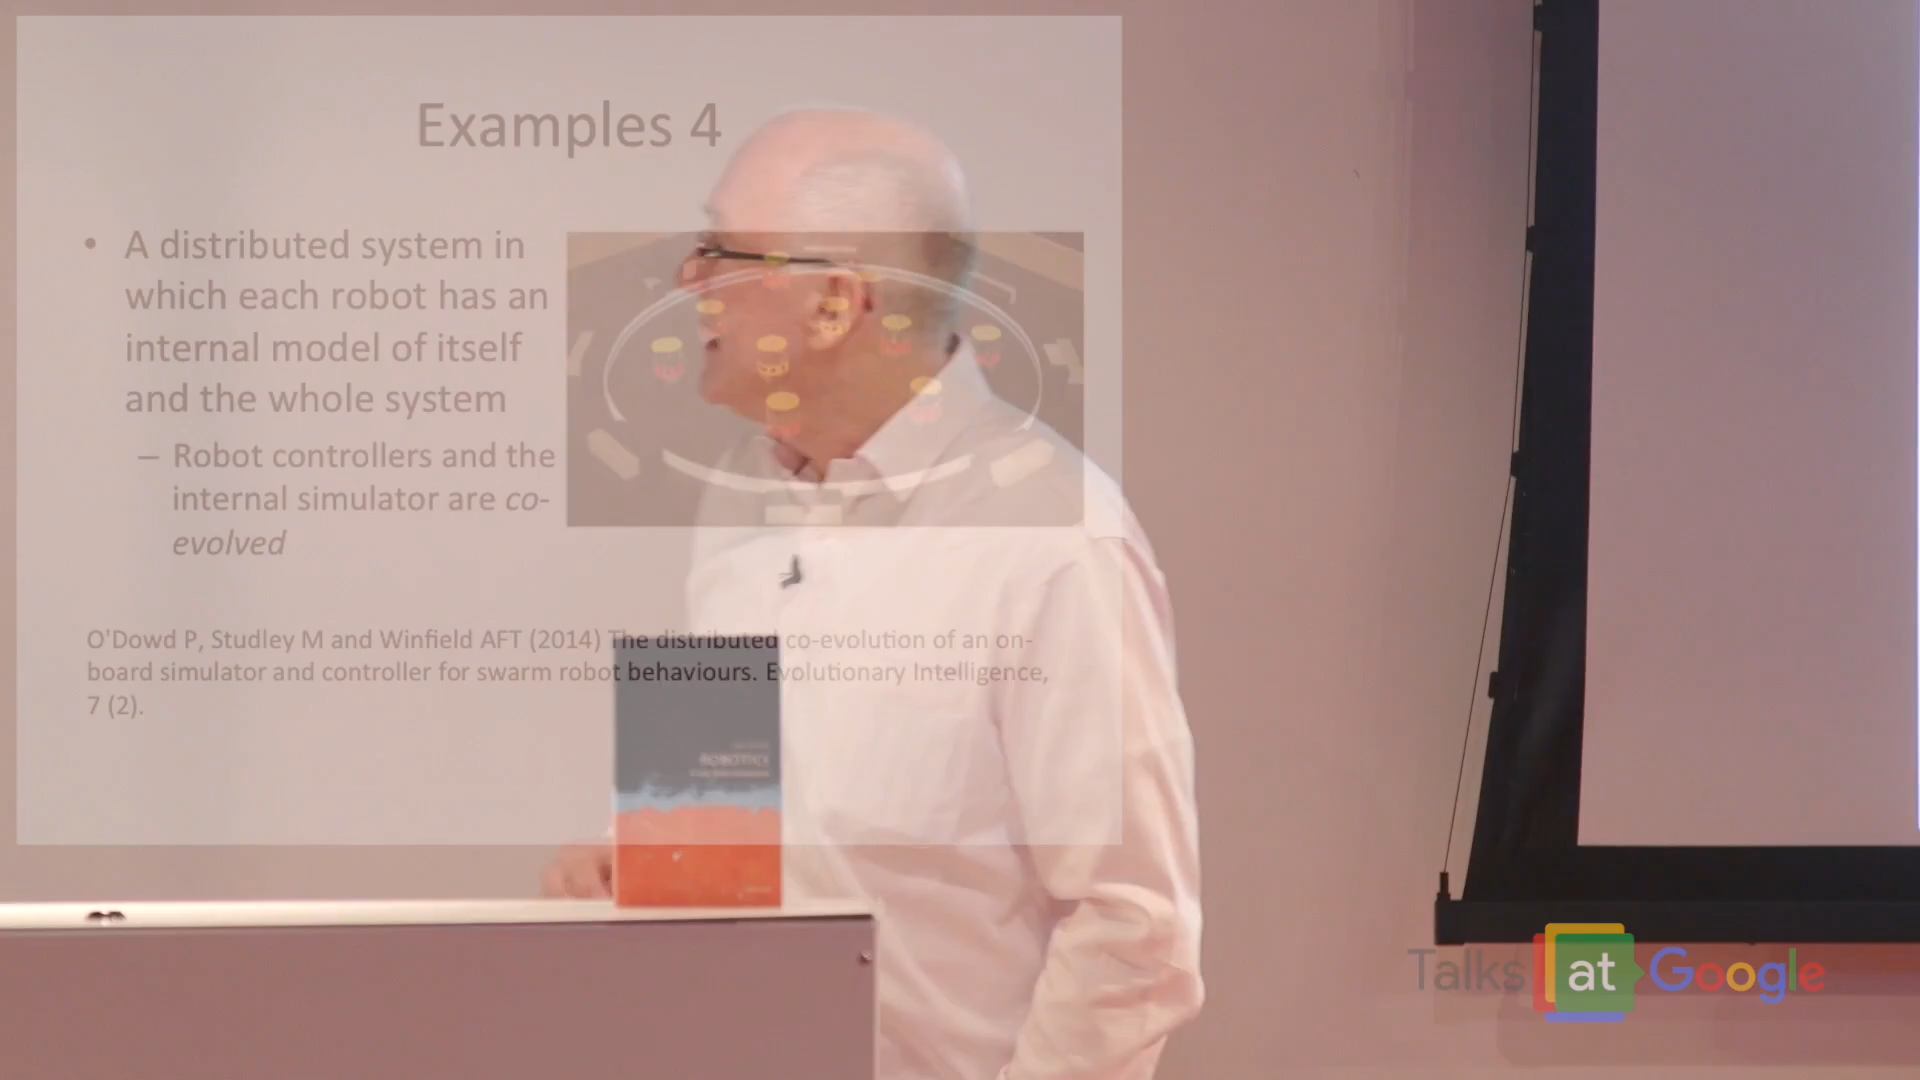 Examples 4
• A distributed system in
which each robot has an
internal model of itself
and the whole system
– Robot controllers and the
internal simulator are co-
evolved
O'Dowd P, Studley M and Winfield AFT (2014) The distributed co-evolution of an on-
board simulator and controller for swarm robot behaviours. Evolutionary Intelligence,
7 (2).
ROBOTICS
Talks at Google